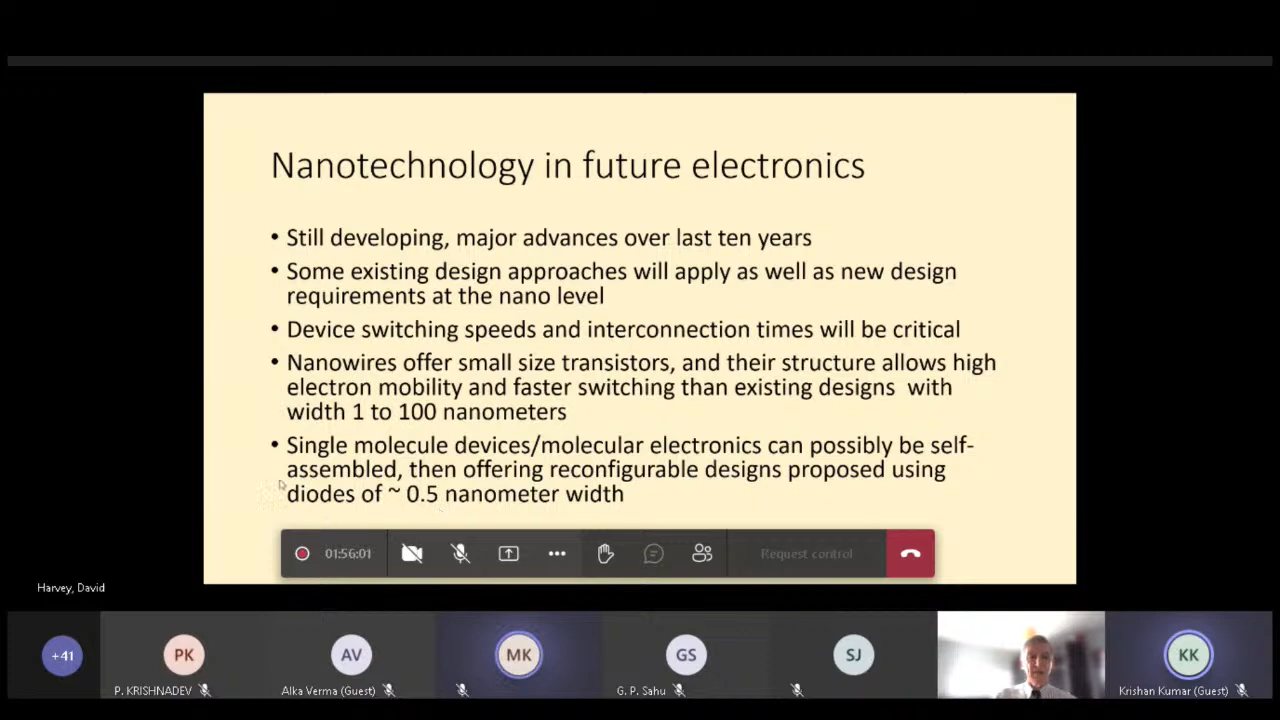 Nanotechnology in future electronics
• Still developing, major advances over last ten years
• Some existing design approaches will apply as well as new design
requirements at the nano level
• Device switching speeds and interconnection times will be critical
• Nanowires offer small size transistors, and their structure allows high
electron mobility and faster switching than existing designs with
width 1 to 100 nanometers
• Single molecule devices/molecular electronics can possibly be self-
assembled, then offering reconfigurable designs proposed using
diodes of ~ 0.5 nanometer width
01:56:01
Request control
Harvey, David
+41
PK
AV
MK
GS
SJ
KK
P. KRISHNADEV
Alka Verma (Guest)
G. P. Sahu
Krishan Kumar (Guest)